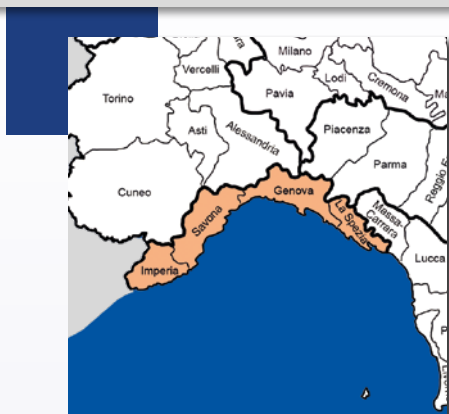 Milano
Vercelli
Lodi
Cremona
Torino
Pavia
Asti
Alessandria
Piacenza
Parma
Reggio E
Cuneo
Genova
Savona
La Spezia
Massa-
Carrara
Imperia
Lucca